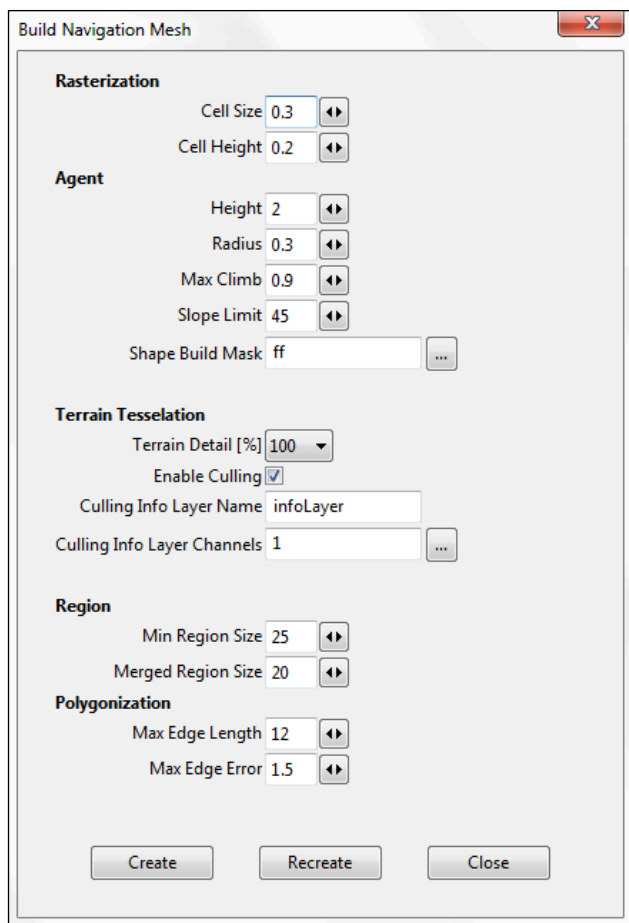 Build Navigation Mesh
Rasterization
Cell Size 0.3
Cell Height 0.2
Agent
Height 2
Radius 0.3
Max Climb 0.9
Slope Limit 45
Shape Build Mask ff ...
Terrain Tesselation
Terrain Detail [%] 100
Enable Culling
Culling Info Layer Name infoLayer
Culling Info Layer Channels 1 ...
Region
Min Region Size 25
Merged Region Size 20
Polygonization
Max Edge Length 12
Max Edge Error 1.5
Create Recreate Close